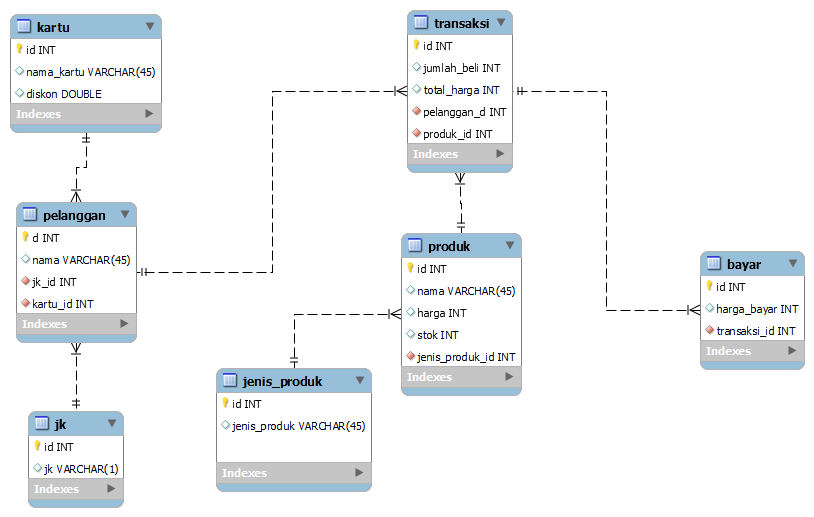 kartu
id INT
nama_kartu VARCHAR(45)
diskon DOUBLE
Indexes
transaksi
id INT
jumlah_beli INT
total_harga INT
pelanggan_d INT
produk_id INT
Indexes
pelanggan
d INT
nama VARCHAR(45)
jk_id INT
kartu_id INT
Indexes
produk
id INT
nama VARCHAR(45)
harga INT
stok INT
jenis_produk_id INT
Indexes
bayar
id INT
harga_bayar INT
transaksi_id INT
Indexes
jenis_produk
id INT
jenis_produk VARCHAR(45)
Indexes
jk
id INT
jk VARCHAR(1)
Indexes